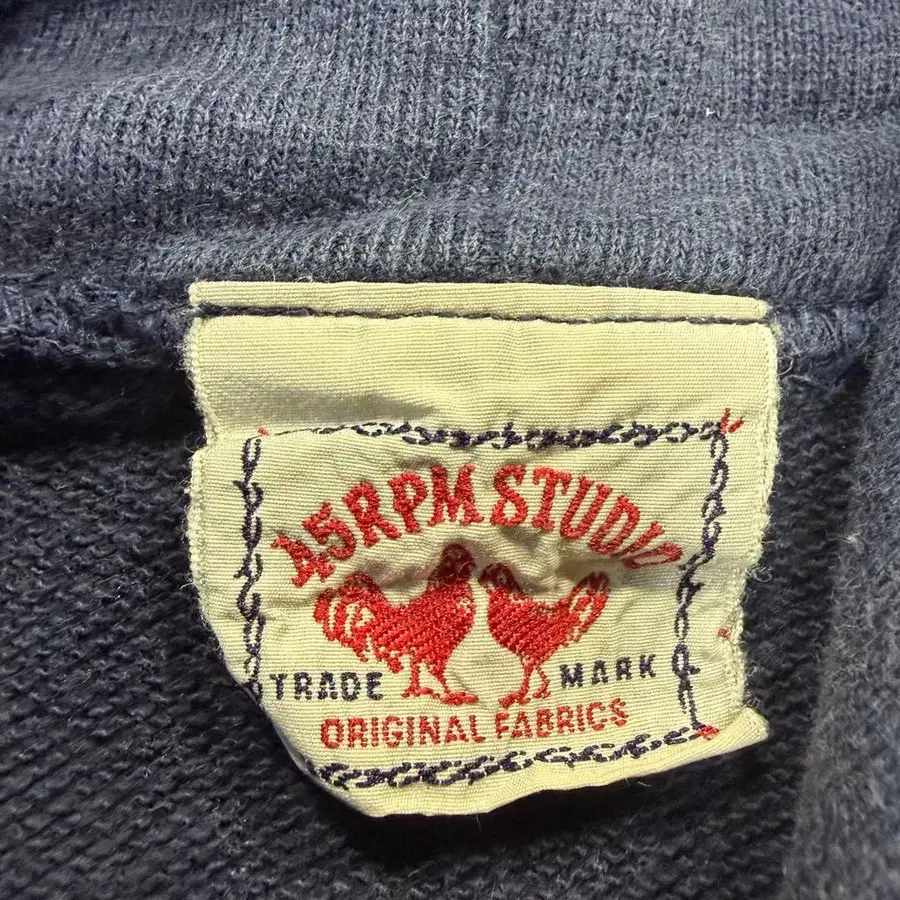 45RPM STUDIO
TRADE MARK
ORIGINAL FABRICS